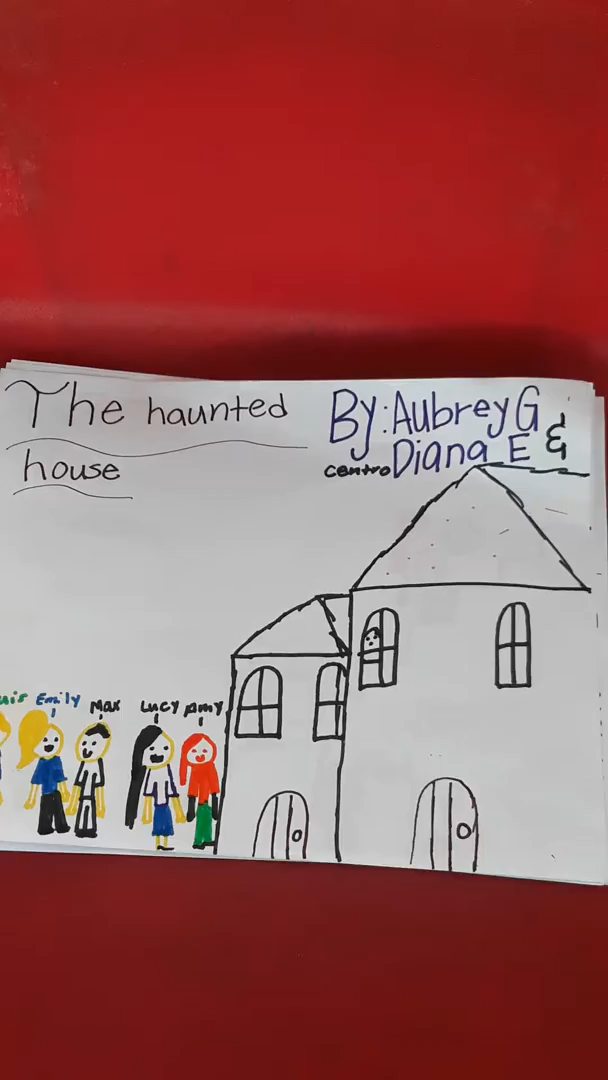 The haunted
house
By: Aubrey G
&
centro Diana E
Emily Max Lucy Amy